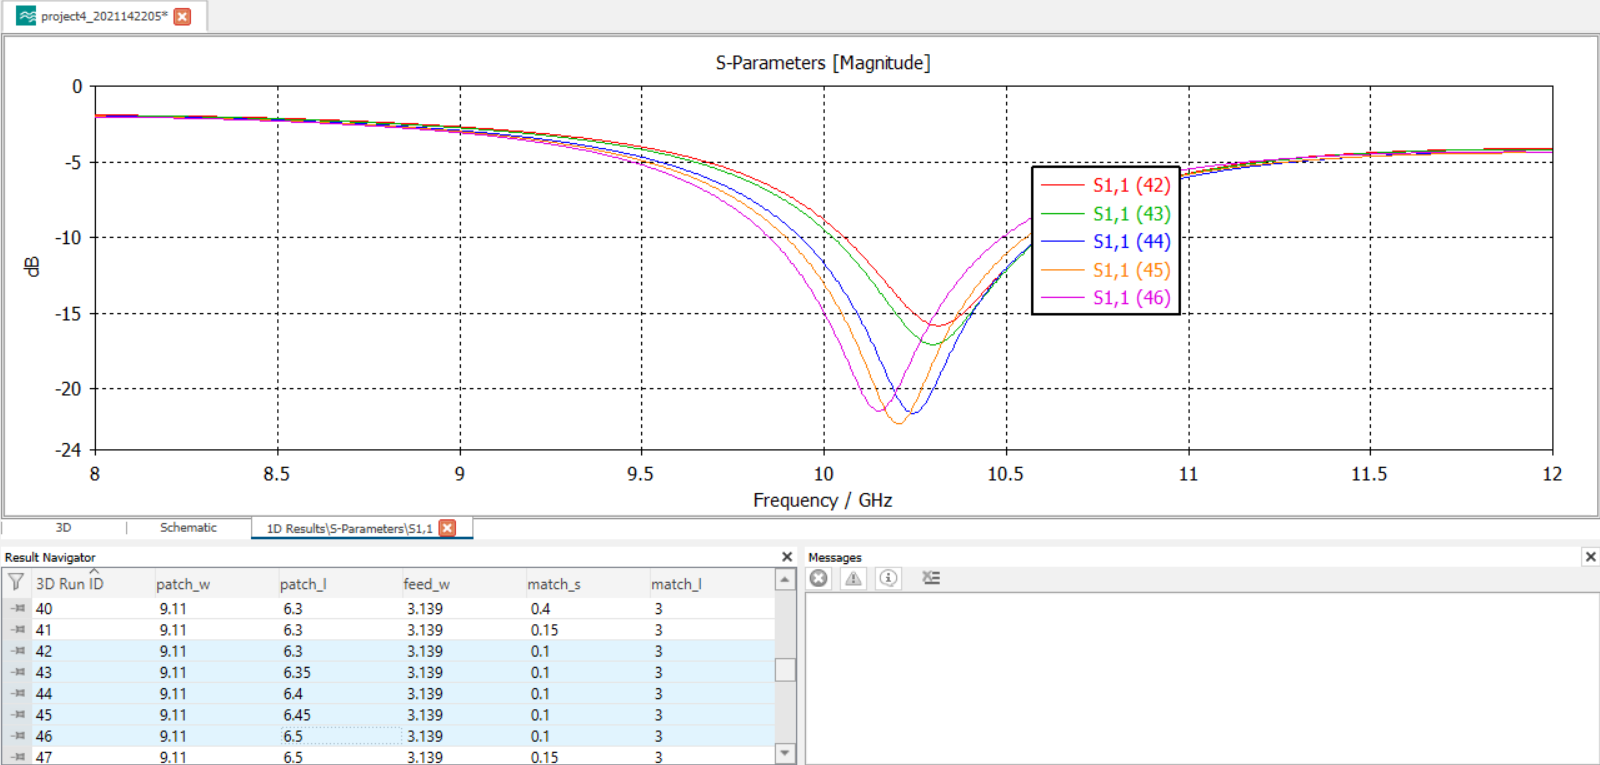 project4_2021142205*
S-Parameters [Magnitude]
0
-5
-10
-15
-20
-24
dB
S1,1 (42)
S1,1 (43)
S1,1 (44)
S1,1 (45)
S1,1 (46)
8 8.5 9 9.5 10 10.5 11 11.5 12
Frequency / GHz
3D Schematic 1D Results\S-Parameters\S1,1
Result Navigator
3D Run ID patch_w patch_l feed_w match_s match_l
40 9.11 6.3 3.139 0.4 3
41 9.11 6.3 3.139 0.15 3
42 9.11 6.3 3.139 0.1 3
43 9.11 6.35 3.139 0.1 3
44 9.11 6.4 3.139 0.1 3
45 9.11 6.45 3.139 0.1 3
46 9.11 6.5 3.139 0.1 3
47 9.11 6.5 3.139 0.15 3
Messages